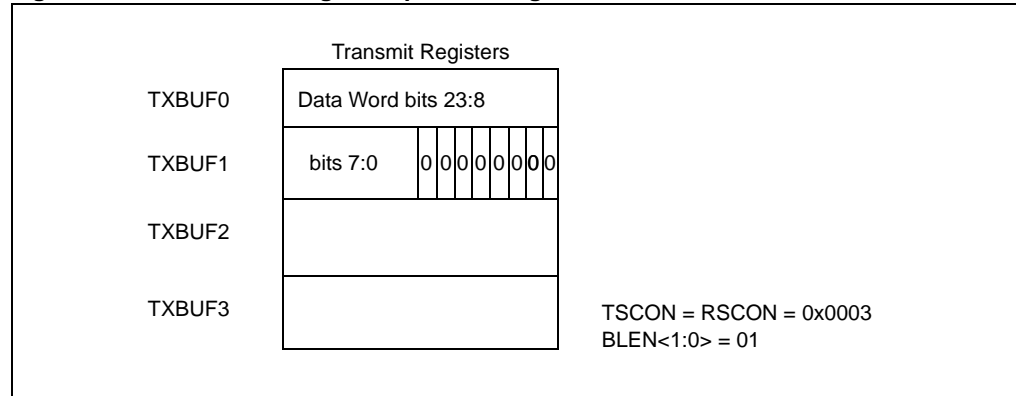 Transmit Registers
TXBUF0 Data Word bits 23:8
TXBUF1 bits 7:0 0 0 0 0 0 0 0 0
TXBUF2
TXBUF3
TSCON = RSCON = 0x0003
BLEN<1:0> = 01